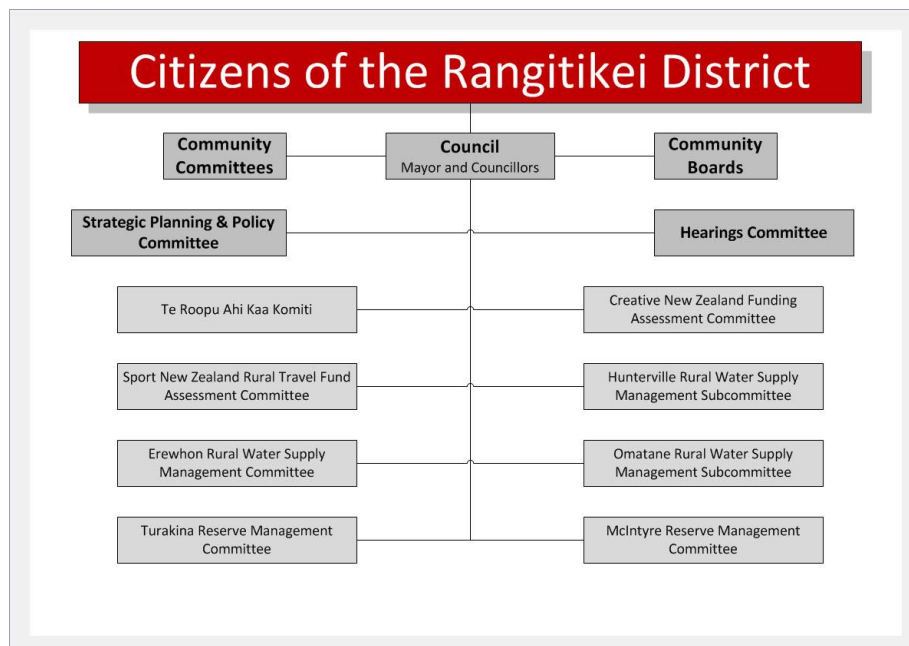 Citizens of the Rangitikei District
Community
Committees
Council
Mayor and Councillors
Community
Boards
Strategic Planning & Policy
Committee
Hearings Committee
Te Roopu Ahi Kaa Komiti
Creative New Zealand Funding
Assessment Committee
Sport New Zealand Rural Travel Fund
Assessment Committee
Hunterville Rural Water Supply
Management Subcommittee
Erewhon Rural Water Supply
Management Committee
Omatane Rural Water Supply
Management Subcommittee
Turakina Reserve Management
Committee
McIntyre Reserve Management
Committee